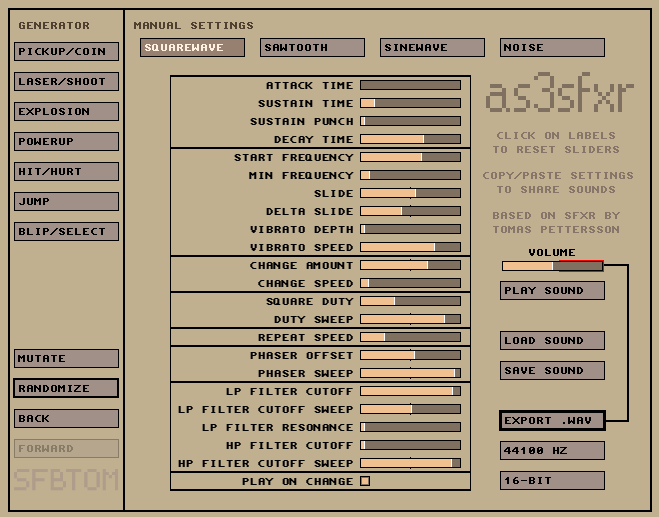 GENERATOR
PICKUP/COIN
LASER/SHOOT
EXPLOSION
POWERUP
HIT/HURT
JUMP
BLIP/SELECT
MUTATE
RANDOMIZE
BACK
FORWARD
SFBTOM
MANUAL SETTINGS
SQUAREWAVE
SAWTOOTH
SINEWAVE
NOISE
ATTACK TIME
SUSTAIN TIME
SUSTAIN PUNCH
DECAY TIME
START FREQUENCY
MIN FREQUENCY
SLIDE
DELTA SLIDE
VIBRATO DEPTH
VIBRATO SPEED
CHANGE AMOUNT
CHANGE SPEED
SQUARE DUTY
DUTY SWEEP
REPEAT SPEED
PHASER OFFSET
PHASER SWEEP
LP FILTER CUTOFF
LP FILTER CUTOFF SWEEP
LP FILTER RESONANCE
HP FILTER CUTOFF
HP FILTER CUTOFF SWEEP
PLAY ON CHANGE
as3sfxr
CLICK ON LABELS
TO RESET SLIDERS
COPY/PASTE SETTINGS
TO SHARE SOUNDS
BASED ON SFXR BY
TOMAS PETTERSSON
VOLUME
PLAY SOUND
LOAD SOUND
SAVE SOUND
EXPORT .WAV
44100 HZ
16-BIT